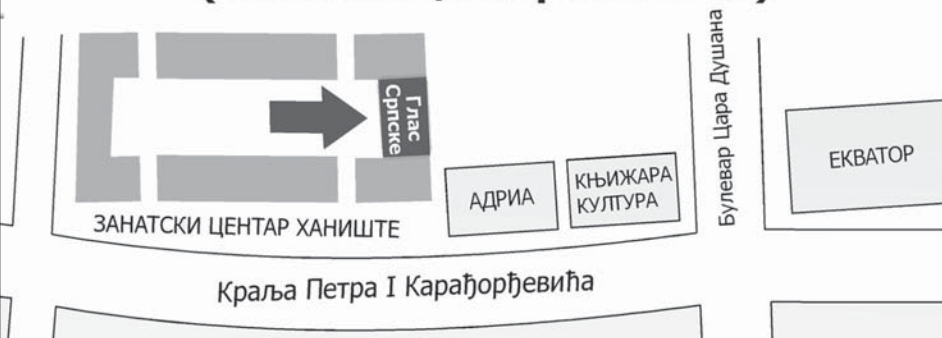 Глас
Српске
Булевар Цара Душана
ЕКВАТОР
АДРИА
КЊИЖАРА
КУЛТУРА
ЗАНАТСКИ ЦЕНТАР ХАНИШТЕ
Краља Петра I Карађорђевића